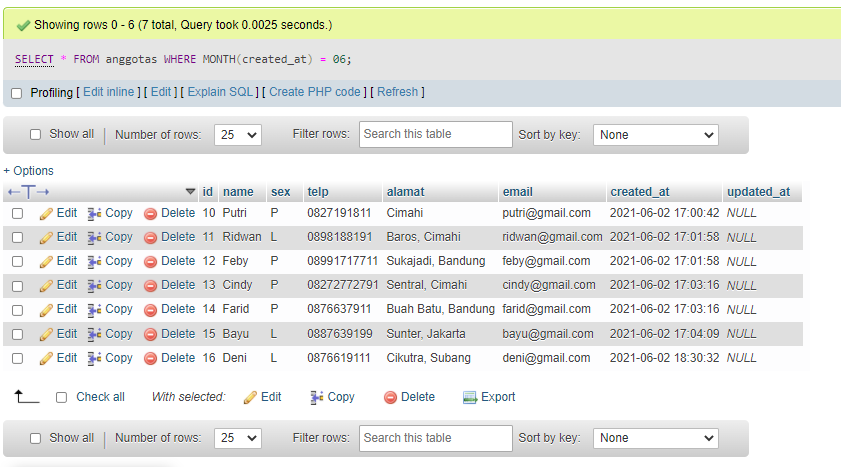 Showing rows 0 - 6 (7 total, Query took 0.0025 seconds.)
SELECT * FROM anggotas WHERE MONTH(created_at) = 06;
Profiling [ Edit inline ] [ Edit ] [ Explain SQL ] [ Create PHP code ] [ Refresh ]
Show all Number of rows: 25 Filter rows: Search this table Sort by key: None
+ Options
←T→ id name sex telp alamat email created_at updated_at
Edit Copy Delete 10 Putri P 0827191811 Cimahi putri@gmail.com 2021-06-02 17:00:42 NULL
Edit Copy Delete 11 Ridwan L 0898188191 Baros, Cimahi ridwan@gmail.com 2021-06-02 17:01:58 NULL
Edit Copy Delete 12 Feby P 08991717711 Sukajadi, Bandung feby@gmail.com 2021-06-02 17:01:58 NULL
Edit Copy Delete 13 Cindy P 08272772791 Sentral, Cimahi cindy@gmail.com 2021-06-02 17:03:16 NULL
Edit Copy Delete 14 Farid P 0876637911 Buah Batu, Bandung farid@gmail.com 2021-06-02 17:03:16 NULL
Edit Copy Delete 15 Bayu L 0887639199 Sunter, Jakarta bayu@gmail.com 2021-06-02 17:04:09 NULL
Edit Copy Delete 16 Deni L 0876619111 Cikutra, Subang deni@gmail.com 2021-06-02 18:30:32 NULL
Check all With selected: Edit Copy Delete Export
Show all Number of rows: 25 Filter rows: Search this table Sort by key: None